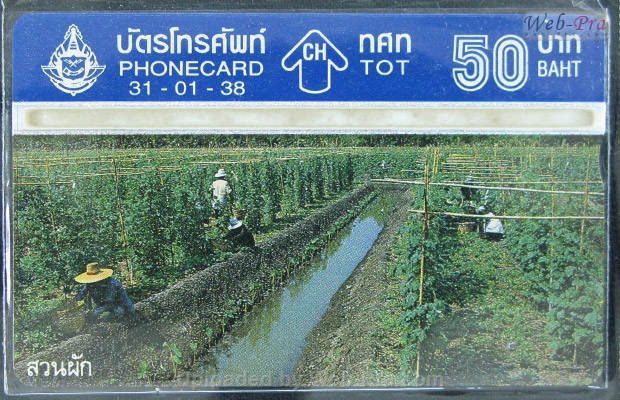 Web-Pra
บัตรโทรศัพท์ CH ทศท 50 บาท
PHONECARD TOT BAHT
31 - 01 - 38
สวนผัก